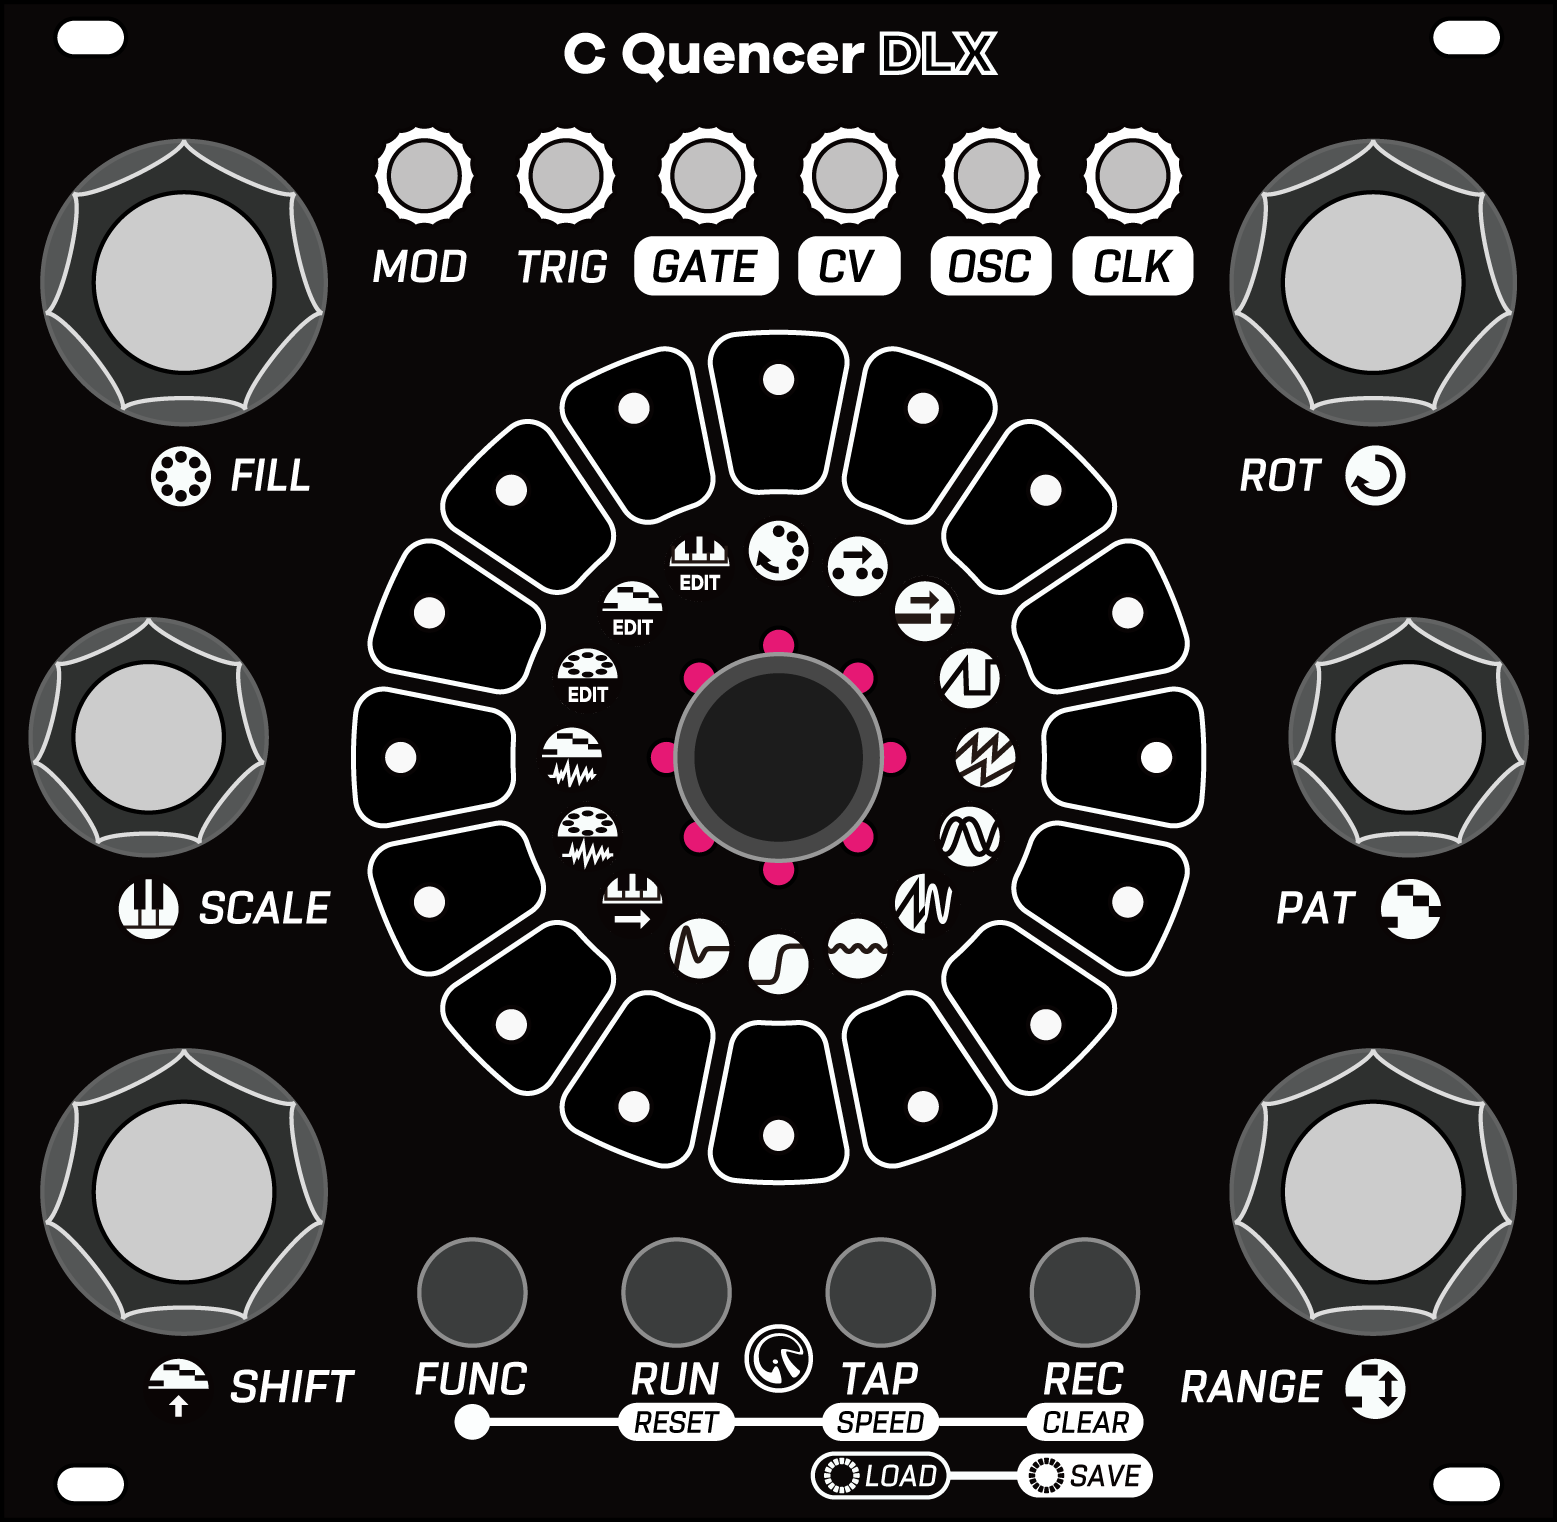 C Quencer DLX
MOD TRIG GATE CV OSC CLK
FILL
ROT
EDIT
EDIT
EDIT
SCALE
PAT
SHIFT
FUNC RUN TAP REC
RANGE
RESET SPEED CLEAR
LOAD SAVE